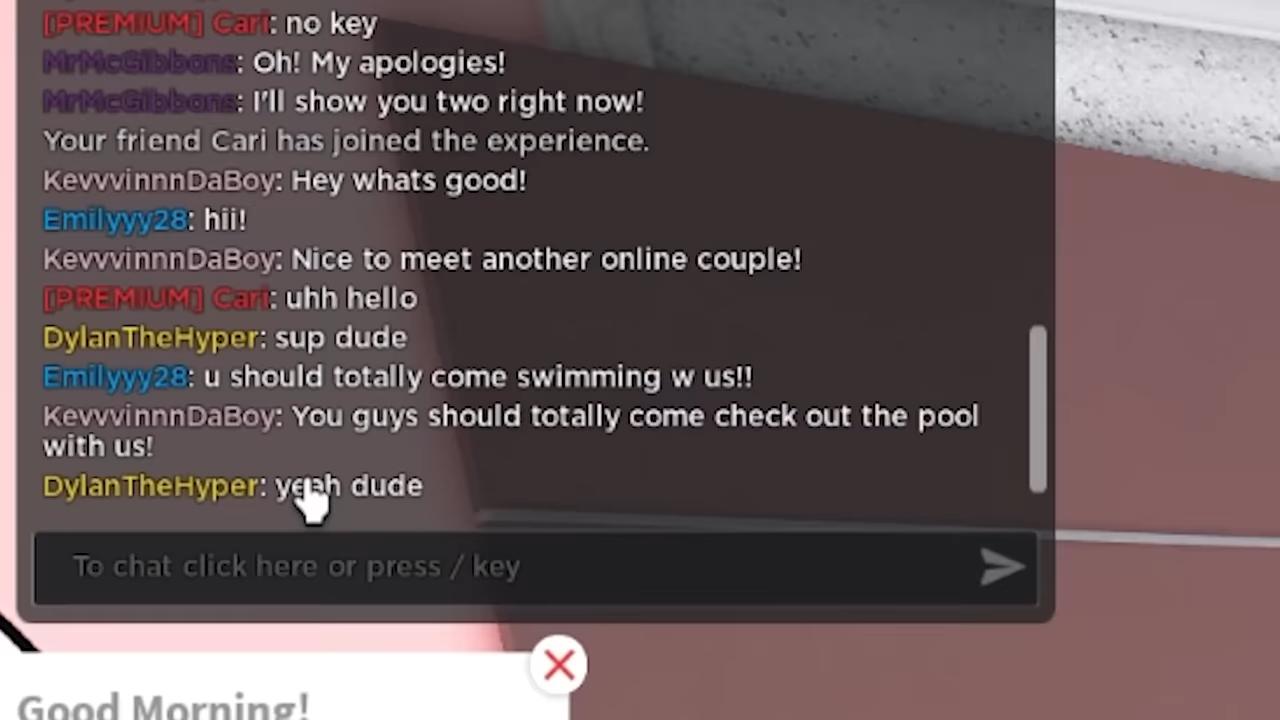 [PREMIUM] Cari: no key
MrMcGibbons: Oh! My apologies!
MrMcGibbons: I'll show you two right now!
Your friend Cari has joined the experience.
KevvvinnnDaBoy: Hey whats good!
Emilyyy28: hii!
KevvvinnnDaBoy: Nice to meet another online couple!
[PREMIUM] Cari: uhh hello
DylanTheHyper: sup dude
Emilyyy28: u should totally come swimming w us!!
KevvvinnnDaBoy: You guys should totally come check out the pool
with us!
DylanTheHyper: yeah dude
To chat click here or press / key
Good Morning!